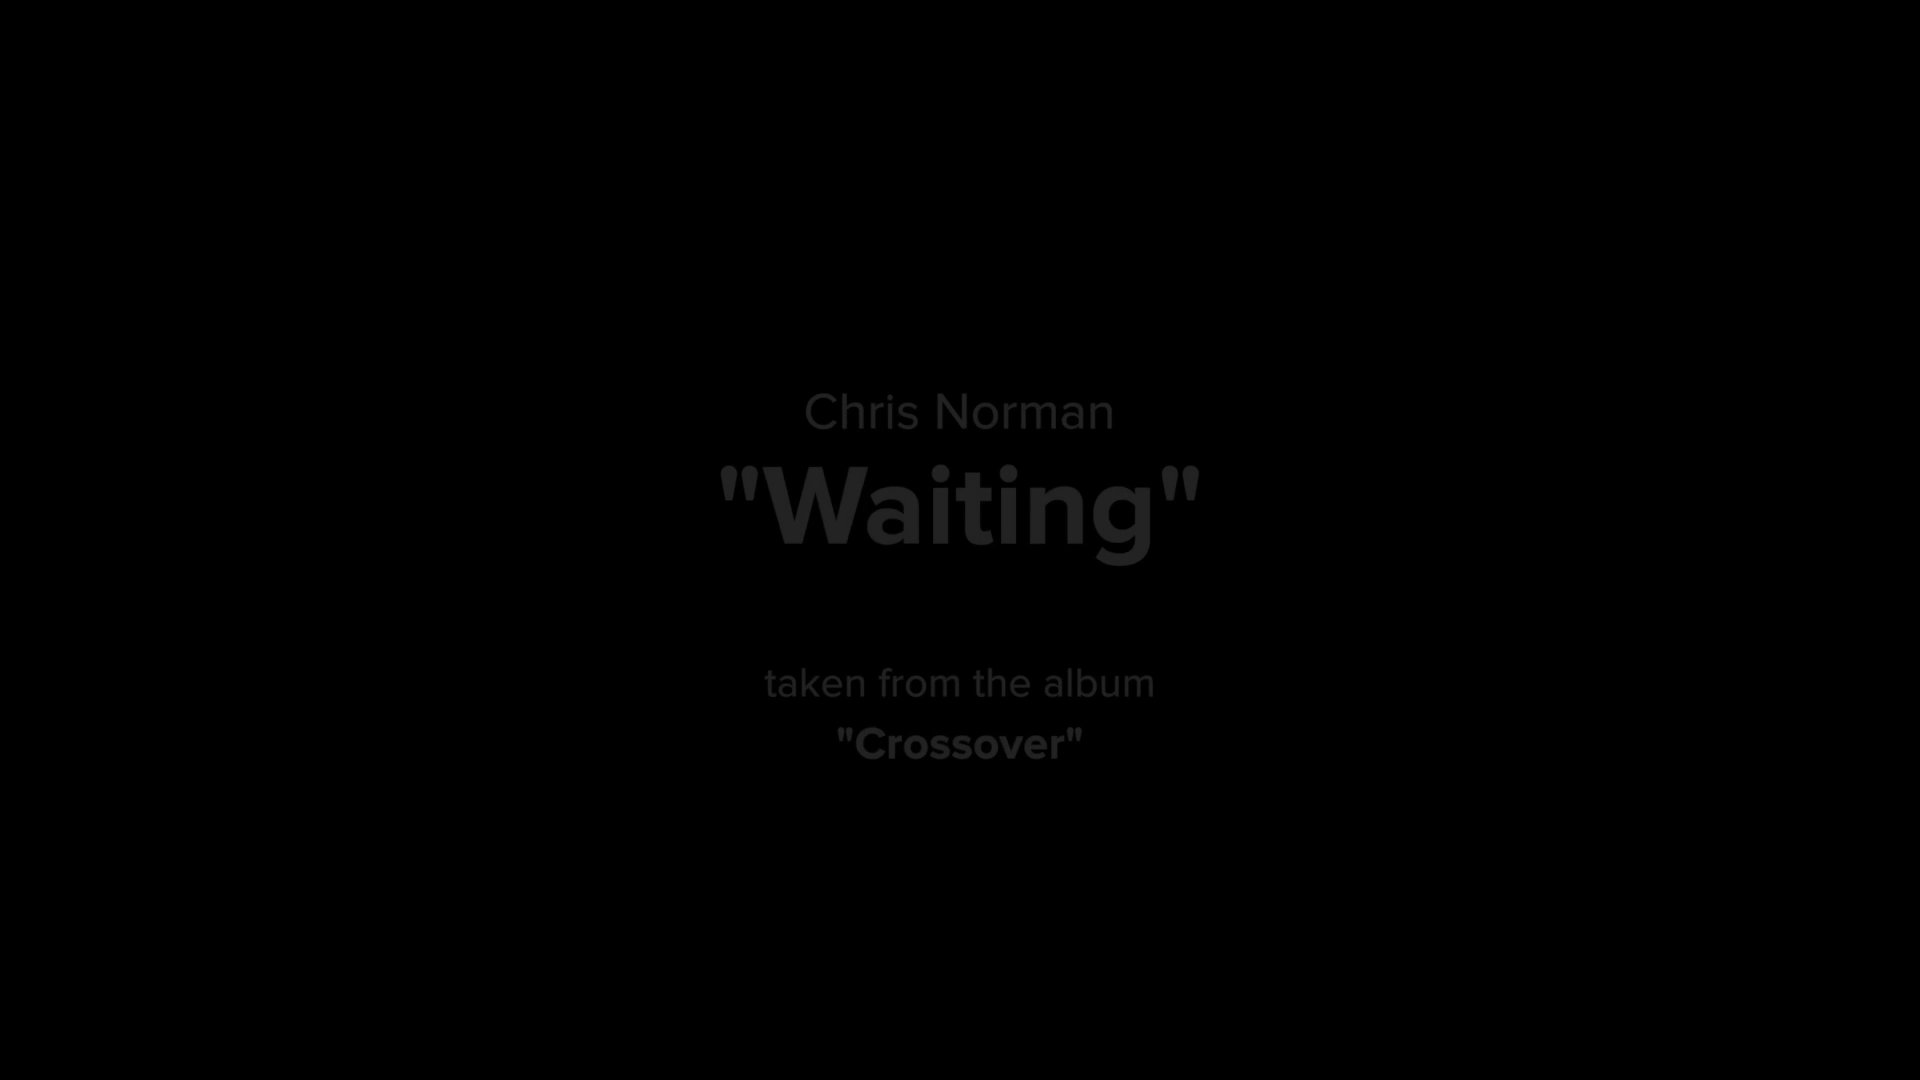 Chris Norman
"Waiting"
taken from the album
"Crossover"